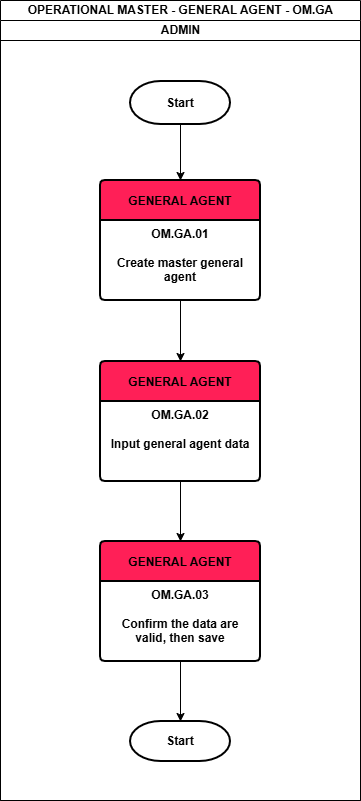 OPERATIONAL MASTER - GENERAL AGENT - OM.GA
ADMIN
Start
GENERAL AGENT
OM.GA.01
Create master general
agent
GENERAL AGENT
OM.GA.02
Input general agent data
GENERAL AGENT
OM.GA.03
Confirm the data are
valid, then save
Start